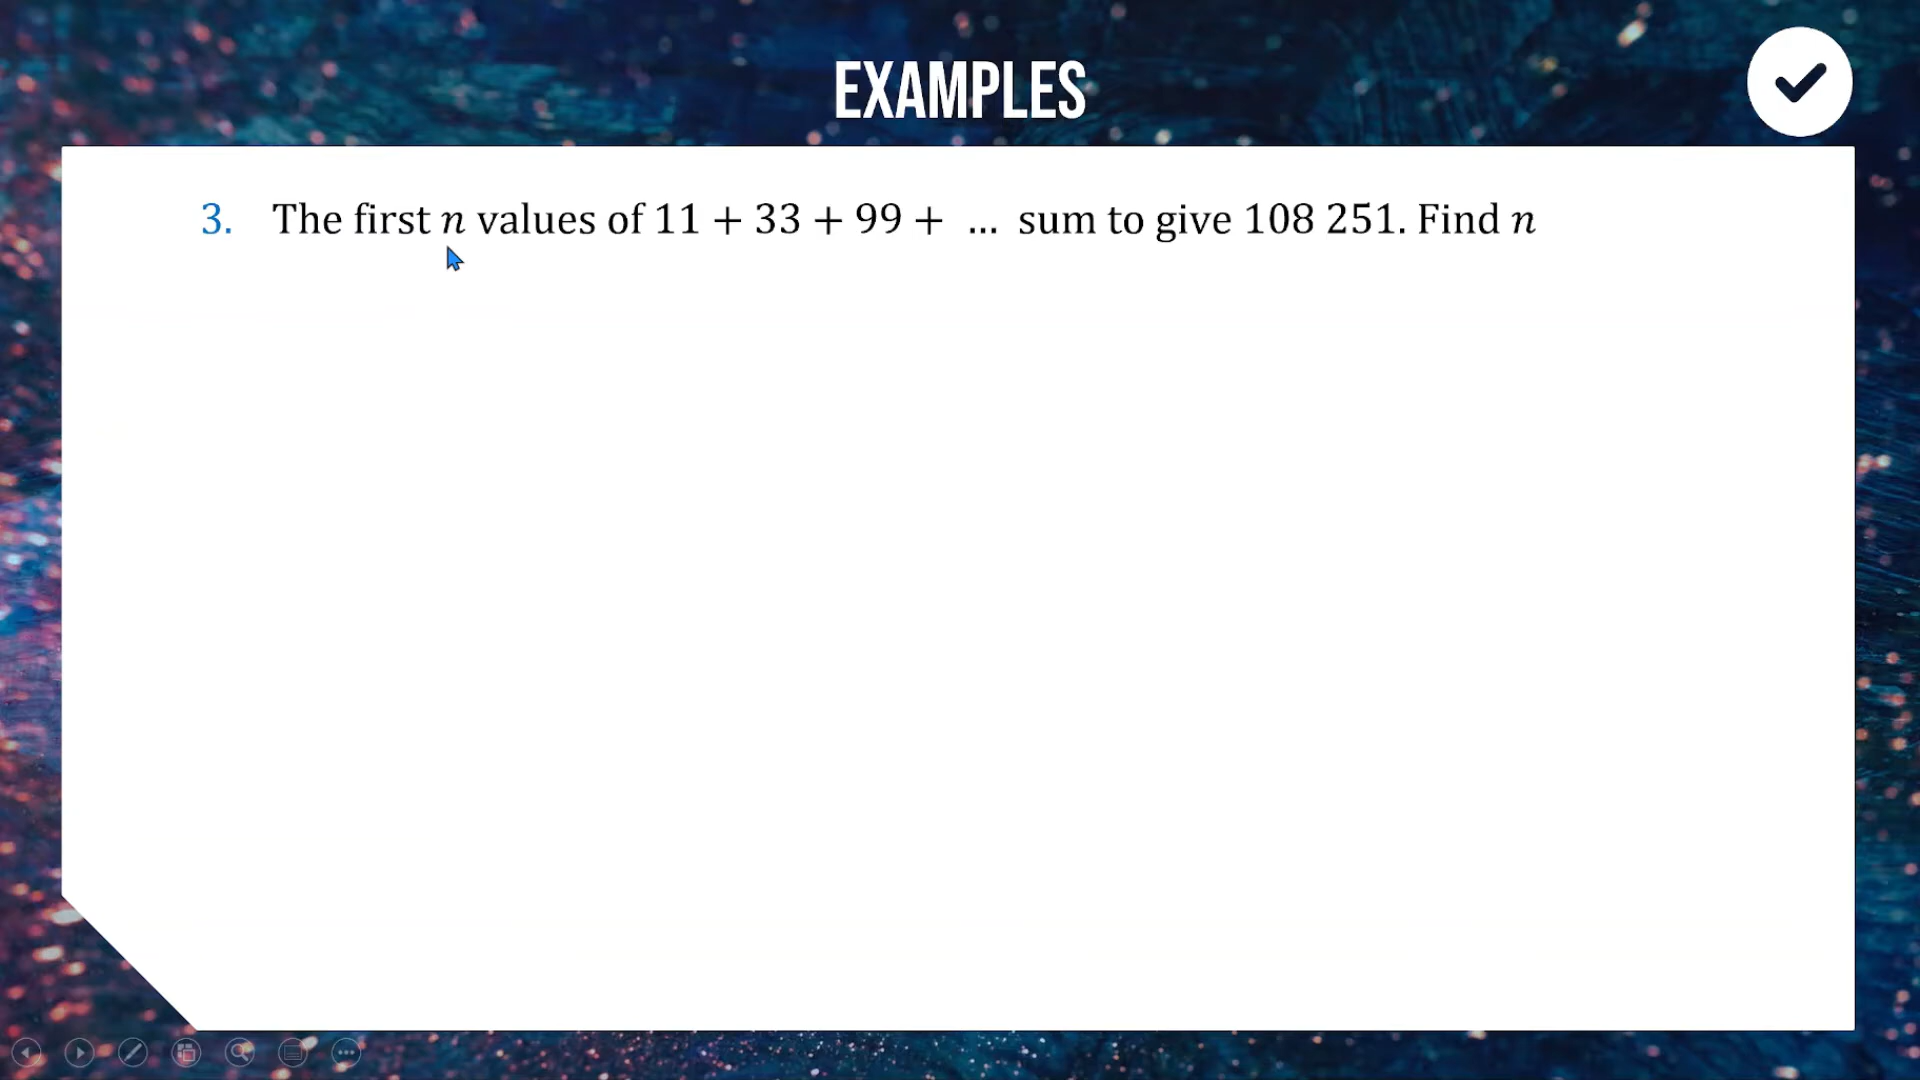 EXAMPLES
3. The first n values of 11 + 33 + 99 + ... sum to give 108 251. Find n